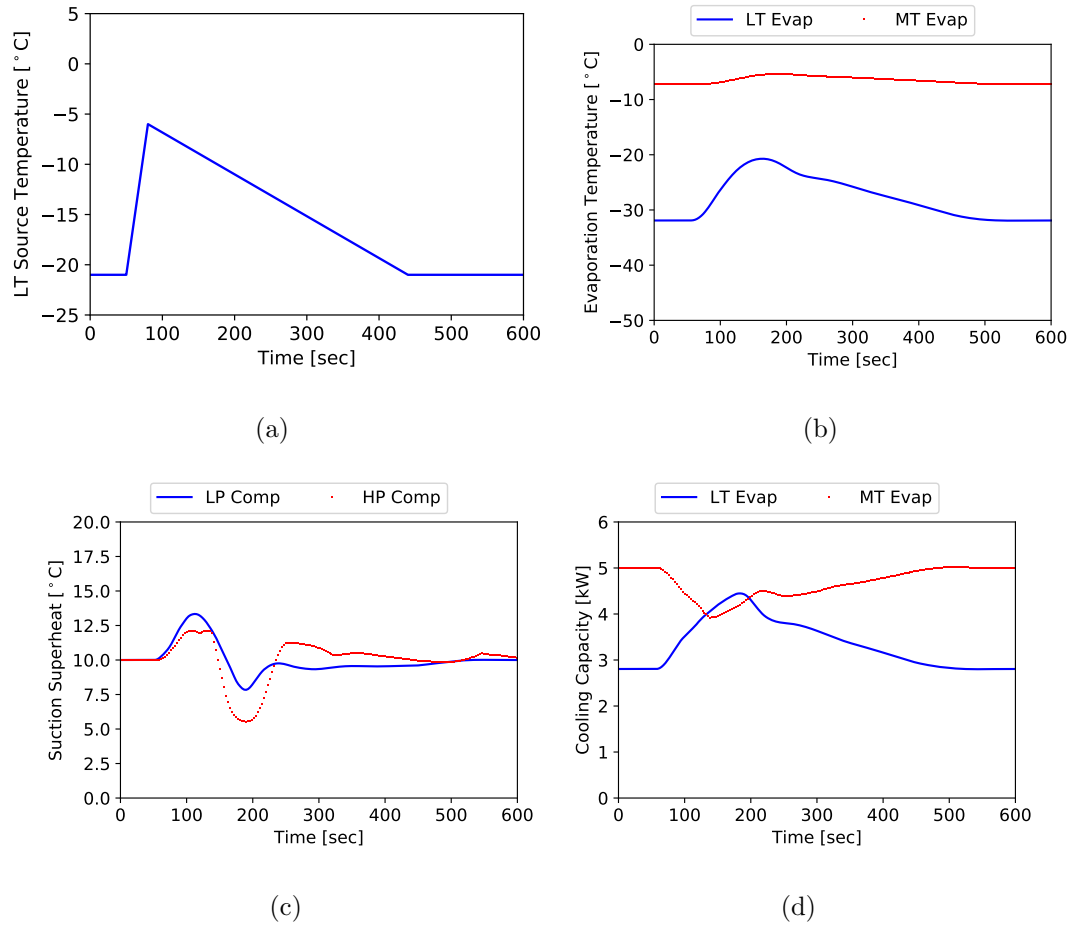 LT Source Temperature [°C]
5
0
−5
−10
−15
−20
−25
0 100 200 300 400 500 600
Time [sec]
(a)
LT Evap MT Evap
Evaporation Temperature [°C]
0
−10
−20
−30
−40
−50
0 100 200 300 400 500 600
Time [sec]
(b)
LP Comp HP Comp
Suction Superheat [°C]
20.0
17.5
15.0
12.5
10.0
7.5
5.0
2.5
0.0
0 100 200 300 400 500 600
Time [sec]
(c)
LT Evap MT Evap
Cooling Capacity [kW]
6
5
4
3
2
1
0
0 100 200 300 400 500 600
Time [sec]
(d)